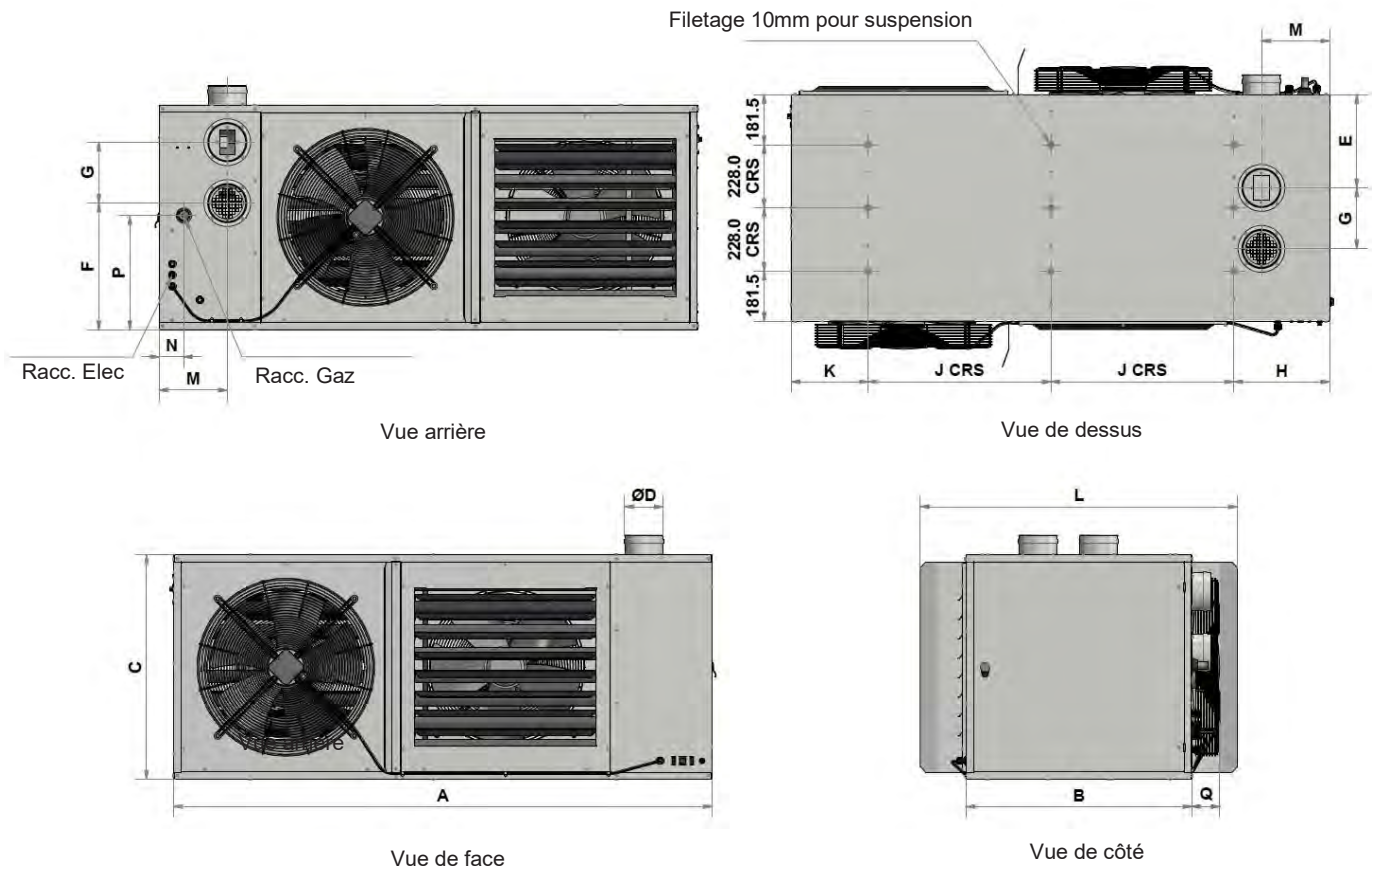 Filetage 10mm pour suspension
M
G
F
P
N
M
Racc. Elec
Racc. Gaz
Vue arrière
181.5
228.0
CRS
228.0
CRS
181.5
E
G
K
J CRS
J CRS
H
Vue de dessus
ØD
C
Vue arrière
A
Vue de face
L
B
Q
Vue de côté